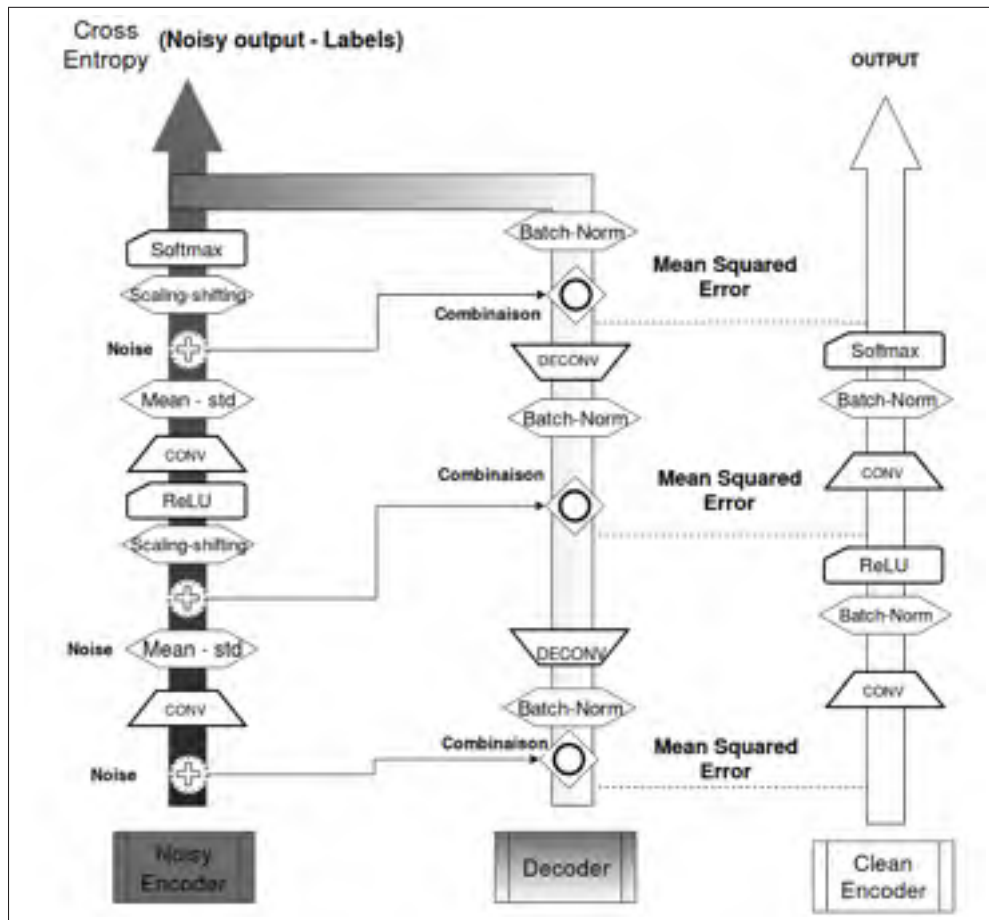 Cross
Entropy
(Noisy output - Labels)
Softmax
Scaling-shifting
Noise
Mean - std
CONV
ReLU
Scaling-shifting
Noise
Mean - std
CONV
Noise
Noisy
Encoder
Batch-Norm
Combinaison
DECONV
Batch-Norm
Combinaison
DECONV
Batch-Norm
Combinaison
Decoder
Mean Squared
Error
Mean Squared
Error
Mean Squared
Error
OUTPUT
Softmax
Batch-Norm
CONV
ReLU
Batch-Norm
CONV
Clean
Encoder